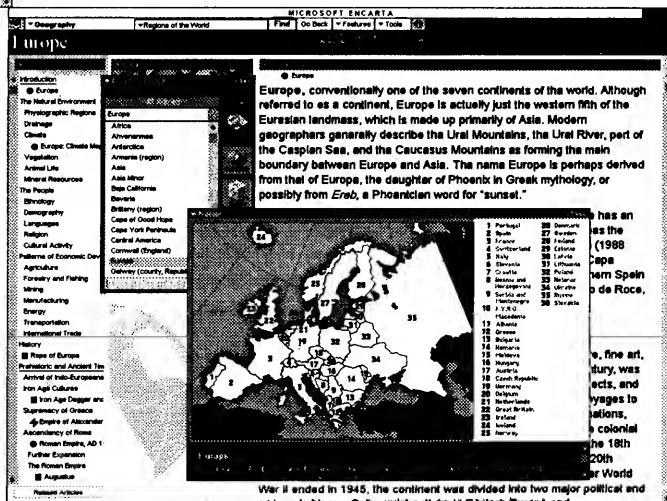 MICROSOFT ENCARTA
Geography
Regions of the World
Find
Go Back
Features
Tools
Europe
Introduction
Europe
The Natural Environment
Physiographic Regions
Drainage
Climate
Europe: Climate Map
Vegetation
Animal Life
Mineral Resources
The People
Ethnology
Demography
Languages
Religion
Cultural Activity
Patterns of Economic Dev
Agriculture
Forestry and Fishing
Mining
Manufacturing
Energy
Transportation
International Trade
History
Rape of Europe
Prehistoric and Ancient Tim
Arrival of Indo-Europeans
Iron Age Cultures
Iron Age Dagger and
Supremacy of Greece
Empire of Alexander
Ascendancy of Rome
Roman Empire, AD 1
Further Expansion
The Roman Empire
Augustus
Related Articles
Europe
Africa
Ahvenanmaa
Antarctica
Armenia (region)
Asia
Asia Minor
Baja California
Bavaria
Brittany (region)
Cape of Good Hope
Cape York Peninsula
Central America
Cornwall (England)
Europe
Galway (county, Republ
Europe
Europe, conventionally one of the seven continents of the world. Although
referred to as a continent, Europe is actually just the western fifth of the
Eurasian landmass, which is made up primarily of Asia. Modern
geographers generally describe the Ural Mountains, the Ural River, part of
the Caspian Sea, and the Caucasus Mountains as forming the main
boundary between Europe and Asia. The name Europe is perhaps derived
from that of Europa, the daughter of Phoenix in Greek mythology, or
possibly from Ereb, a Phoenician word for "sunset."
has an
as the
(1988
Capa
hern Spain
o de Roce,
1 Portugal
2 Spain
3 France
4 Switzerland
5 Italy
6 Slovenia
7 Croatia
8 Bosnia and
Herzegovina
9 Serbia and
Montenegro
10 F.Y.R.O.
Macedonia
11 Albania
12 Greece
13 Bulgaria
14 Romania
15 Moldova
16 Hungary
17 Austria
18 Czech Republic
19 Germany
20 Belgium
21 Netherlands
22 Great Britain
23 Ireland
24 Iceland
25 Norway
26 Denmark
27 Sweden
28 Finland
29 Estonia
30 Latvia
31 Lithuania
32 Poland
33 Belarus
34 Ukraine
35 Russia
36 Slovakia
Europe
re, fine art,
ntury, was
ects, and
oyages to
nations,
e colonial
the 18th
20th
er World
War II ended in 1945, the continent was divided into two major political and